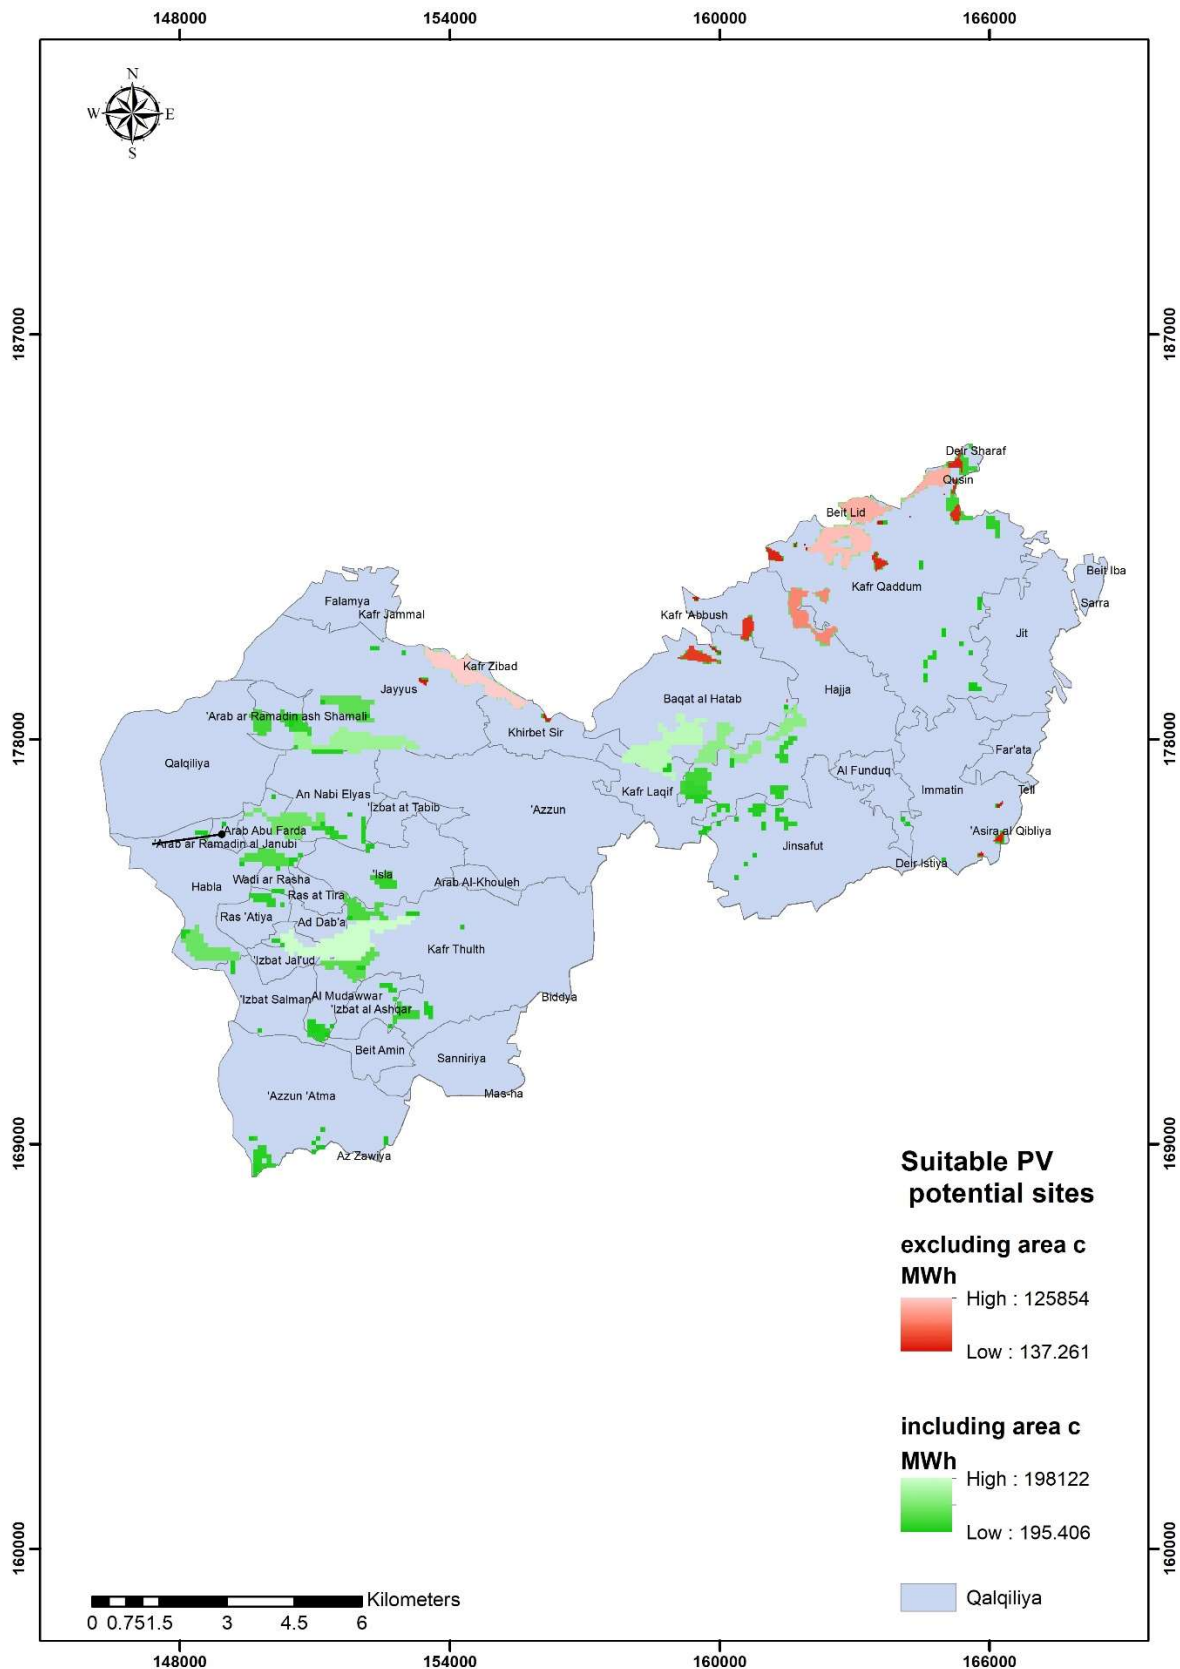 148000
154000
160000
166000
N
W
E
S
187000
187000
Deir Sharaf
Qusin
Beit Lid
Beit Iba
Kafr Qaddum
Sarra
Falamya
Kafr Jammal
Kafr 'Abbush
Jit
Kafr Zibad
Jayyus
Hajja
Baqat al Hatab
'Arab ar Ramadin ash Shamali
Khirbet Sir
178000
178000
Far'ata
Qalqiliya
Al Funduq
An Nabi Elyas
Kafr Laqif
Immatin
Tell
'Izbat at Tabib
'Azzun
Arab Abu Farda
'Asira al Qibliya
'Arab ar Ramadin al Janubi
Jinsafut
Deir Istiya
'Isla
Wadi ar Rasha
Arab Al-Khouleh
Habla
Ras at Tira
Ras 'Atiya
Ad Dab'a
Kafr Thulth
'Izbat Jal'ud
'Izbat Salman
Al Mudawwar
Biddya
'Izbat al Ashqar
Beit Amin
Sanniriya
'Azzun 'Atma
Mas-ha
169000
169000
Az Zawiya
Suitable PV
potential sites
excluding area c
MWh
High : 125854
Low : 137.261
including area c
MWh
High : 198122
Low : 195.406
160000
160000
Qalqiliya
Kilometers
0 0.75 1.5 3 4.5 6
148000
154000
160000
166000